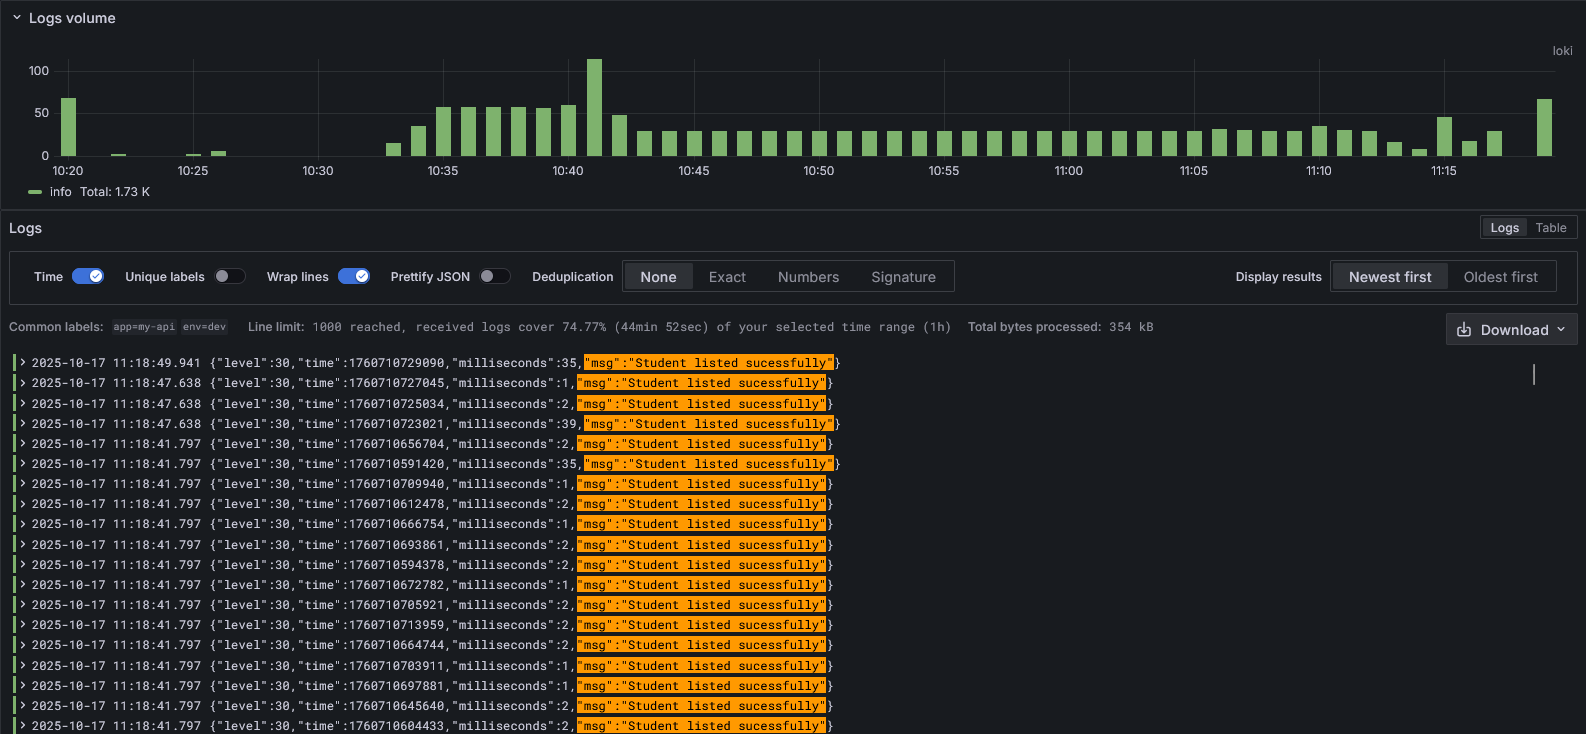 Logs volume
loki
100
50
0
10:20 10:25 10:30 10:35 10:40 10:45 10:50 10:55 11:00 11:05 11:10 11:15
info Total: 1.73 K
Logs
Logs Table
Time Unique labels Wrap lines Prettify JSON Deduplication None Exact Numbers Signature Display results Newest first Oldest first
Common labels: app=my-api env=dev Line limit: 1000 reached, received logs cover 74.77% (44min 52sec) of your selected time range (1h) Total bytes processed: 354 kB
Download
2025-10-17 11:18:49.941 {"level":30,"time":1760710729090,"milliseconds":35,"msg":"Student listed sucessfully"}
2025-10-17 11:18:47.638 {"level":30,"time":1760710727045,"milliseconds":1,"msg":"Student listed sucessfully"}
2025-10-17 11:18:47.638 {"level":30,"time":1760710725034,"milliseconds":2,"msg":"Student listed sucessfully"}
2025-10-17 11:18:47.638 {"level":30,"time":1760710723021,"milliseconds":39,"msg":"Student listed sucessfully"}
2025-10-17 11:18:41.797 {"level":30,"time":1760710656704,"milliseconds":2,"msg":"Student listed sucessfully"}
2025-10-17 11:18:41.797 {"level":30,"time":1760710591420,"milliseconds":35,"msg":"Student listed sucessfully"}
2025-10-17 11:18:41.797 {"level":30,"time":1760710709940,"milliseconds":1,"msg":"Student listed sucessfully"}
2025-10-17 11:18:41.797 {"level":30,"time":1760710612478,"milliseconds":2,"msg":"Student listed sucessfully"}
2025-10-17 11:18:41.797 {"level":30,"time":1760710666754,"milliseconds":1,"msg":"Student listed sucessfully"}
2025-10-17 11:18:41.797 {"level":30,"time":1760710693861,"milliseconds":2,"msg":"Student listed sucessfully"}
2025-10-17 11:18:41.797 {"level":30,"time":1760710594378,"milliseconds":2,"msg":"Student listed sucessfully"}
2025-10-17 11:18:41.797 {"level":30,"time":1760710672782,"milliseconds":1,"msg":"Student listed sucessfully"}
2025-10-17 11:18:41.797 {"level":30,"time":1760710705921,"milliseconds":2,"msg":"Student listed sucessfully"}
2025-10-17 11:18:41.797 {"level":30,"time":1760710713959,"milliseconds":2,"msg":"Student listed sucessfully"}
2025-10-17 11:18:41.797 {"level":30,"time":1760710664744,"milliseconds":2,"msg":"Student listed sucessfully"}
2025-10-17 11:18:41.797 {"level":30,"time":1760710703911,"milliseconds":1,"msg":"Student listed sucessfully"}
2025-10-17 11:18:41.797 {"level":30,"time":1760710697881,"milliseconds":1,"msg":"Student listed sucessfully"}
2025-10-17 11:18:41.797 {"level":30,"time":1760710645640,"milliseconds":2,"msg":"Student listed sucessfully"}
2025-10-17 11:18:41.797 {"level":30,"time":1760710604433,"milliseconds":2,"msg":"Student listed sucessfully"}